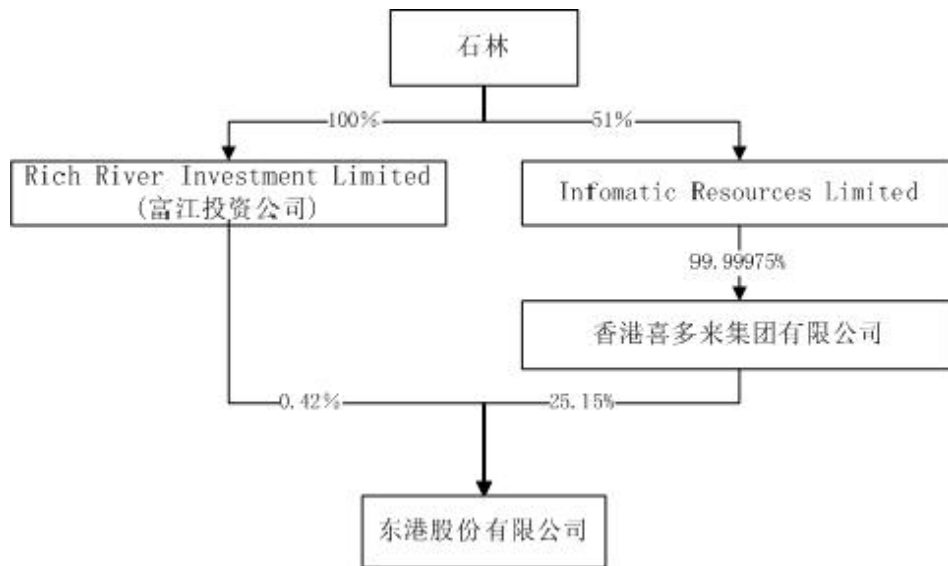 石林
100%
51%
Rich River Investment Limited
(富江投资公司)
Infomatic Resources Limited
99.99975%
香港喜多来集团有限公司
0.42%
25.15%
东港股份有限公司